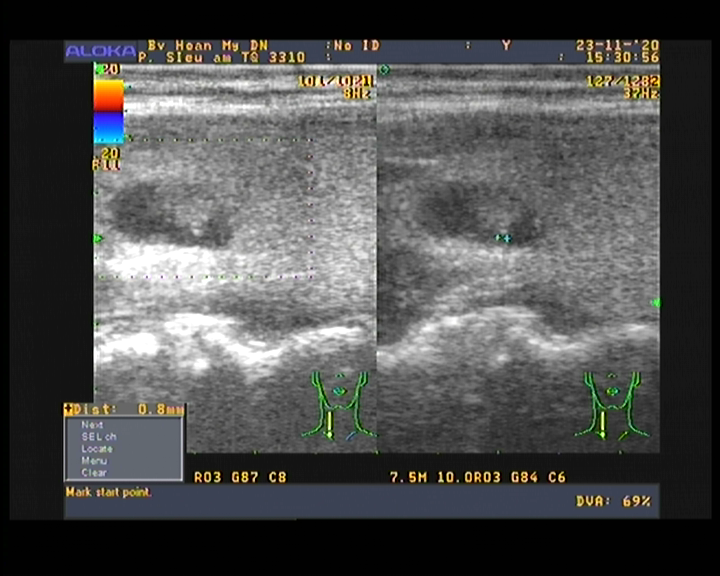 ALOKA Bv Hoan My DN :No ID : Y 23-11-'20
P. Sieu am TQ 3310 : : 15:30:56
20
101/102
8Hz
127/128
37Hz
20
Dist: 0.8mm
Next
SEL ch
Locate
Menu
Clear
R03 G87 C8
7.5M 10.0R03 G84 C6
Mark start point.
DVA: 69%